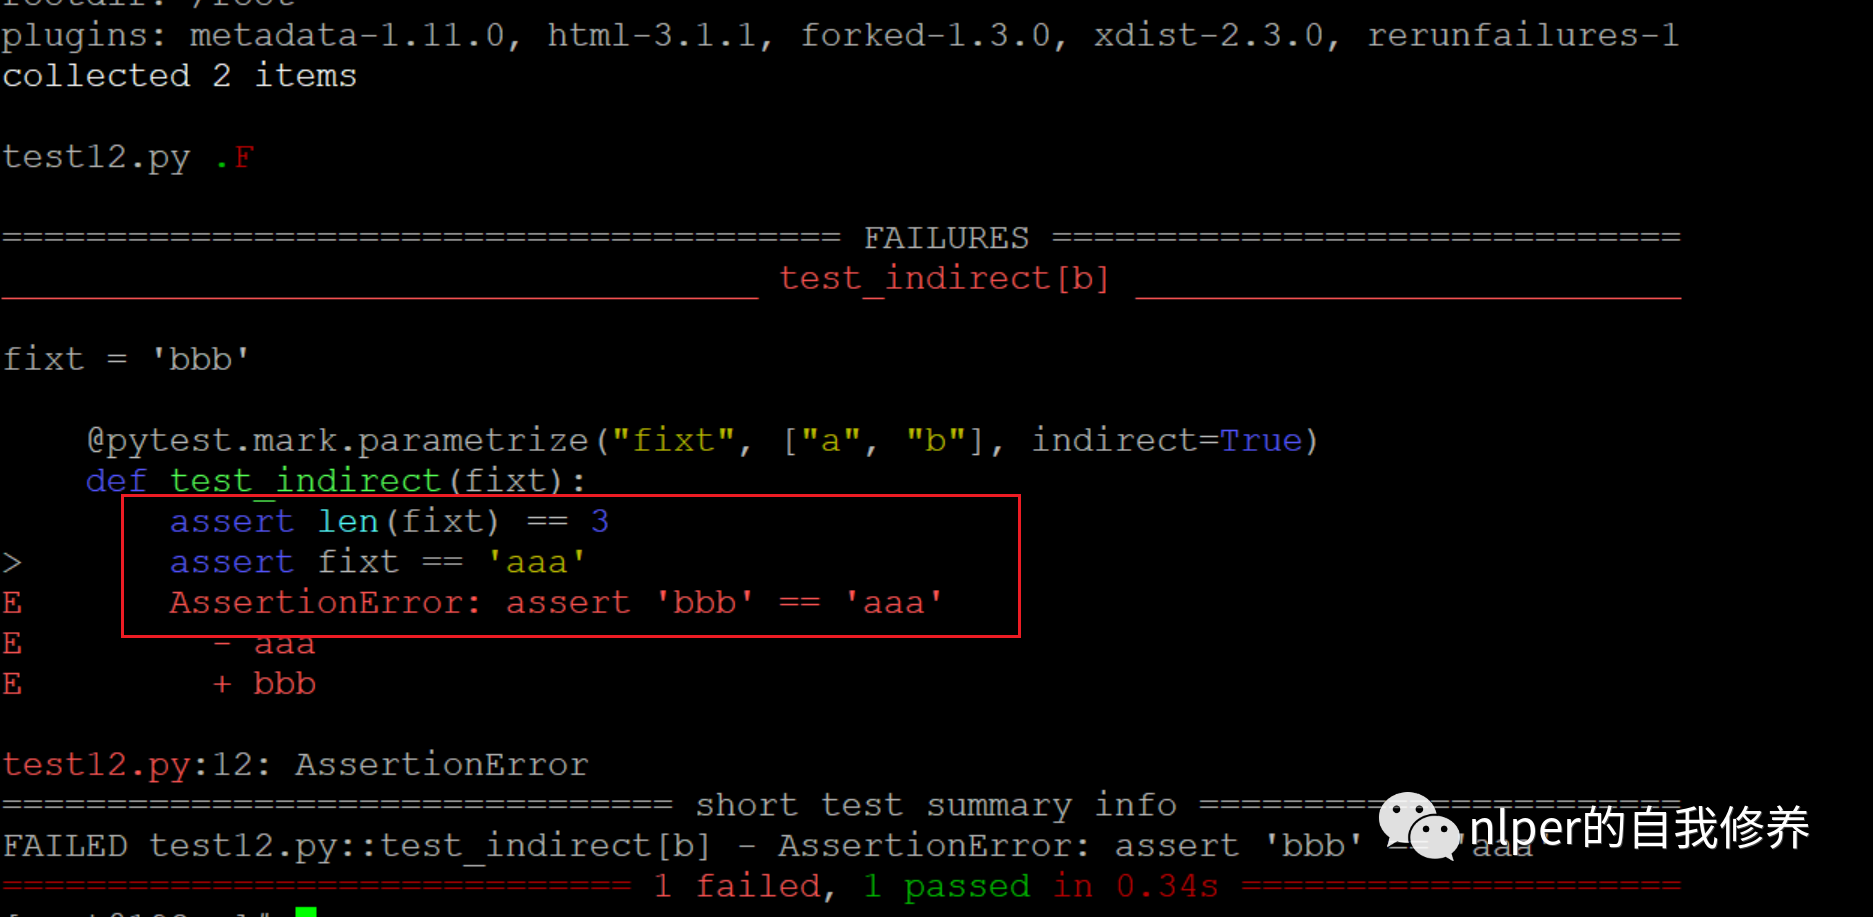 rootdir: /root
plugins: metadata-1.11.0, html-3.1.1, forked-1.3.0, xdist-2.3.0, rerunfailures-1
collected 2 items
test12.py .F
======================================== FAILURES ==============================
____________________________________ test_indirect[b] __________________________
fixt = 'bbb'
    @pytest.mark.parametrize("fixt", ["a", "b"], indirect=True)
    def test_indirect(fixt):
        assert len(fixt) == 3
>       assert fixt == 'aaa'
E       AssertionError: assert 'bbb' == 'aaa'
E         - aaa
E         + bbb
test12.py:12: AssertionError
================================ short test summary info =======================
FAILED test12.py::test_indirect[b] - AssertionError: assert 'bbb' == 'aaa'
============================== 1 failed, 1 passed in 0.34s =====================
nlper的自我修养